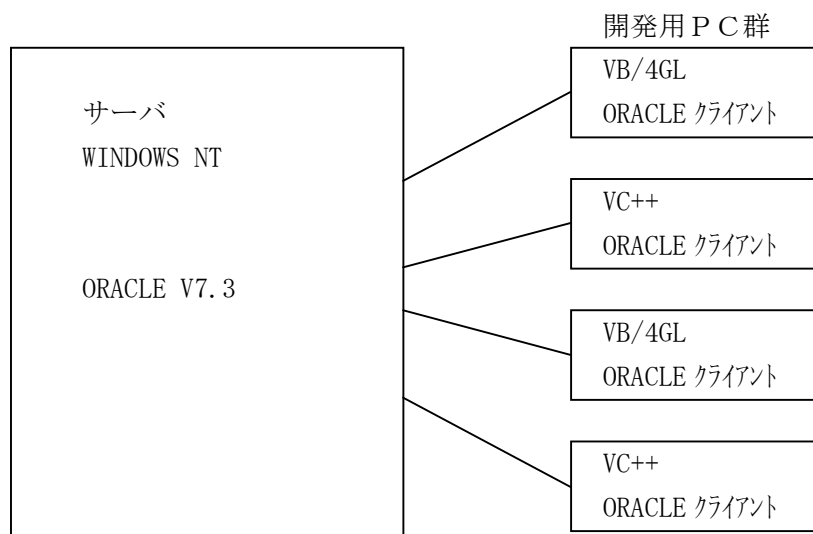 開発用ＰＣ群
サーバ
WINDOWS NT
ORACLE V7.3
VB/4GL
ORACLE ｸﾗｲｱﾝﾄ
VC++
ORACLE ｸﾗｲｱﾝﾄ
VB/4GL
ORACLE ｸﾗｲｱﾝﾄ
VC++
ORACLE ｸﾗｲｱﾝﾄ